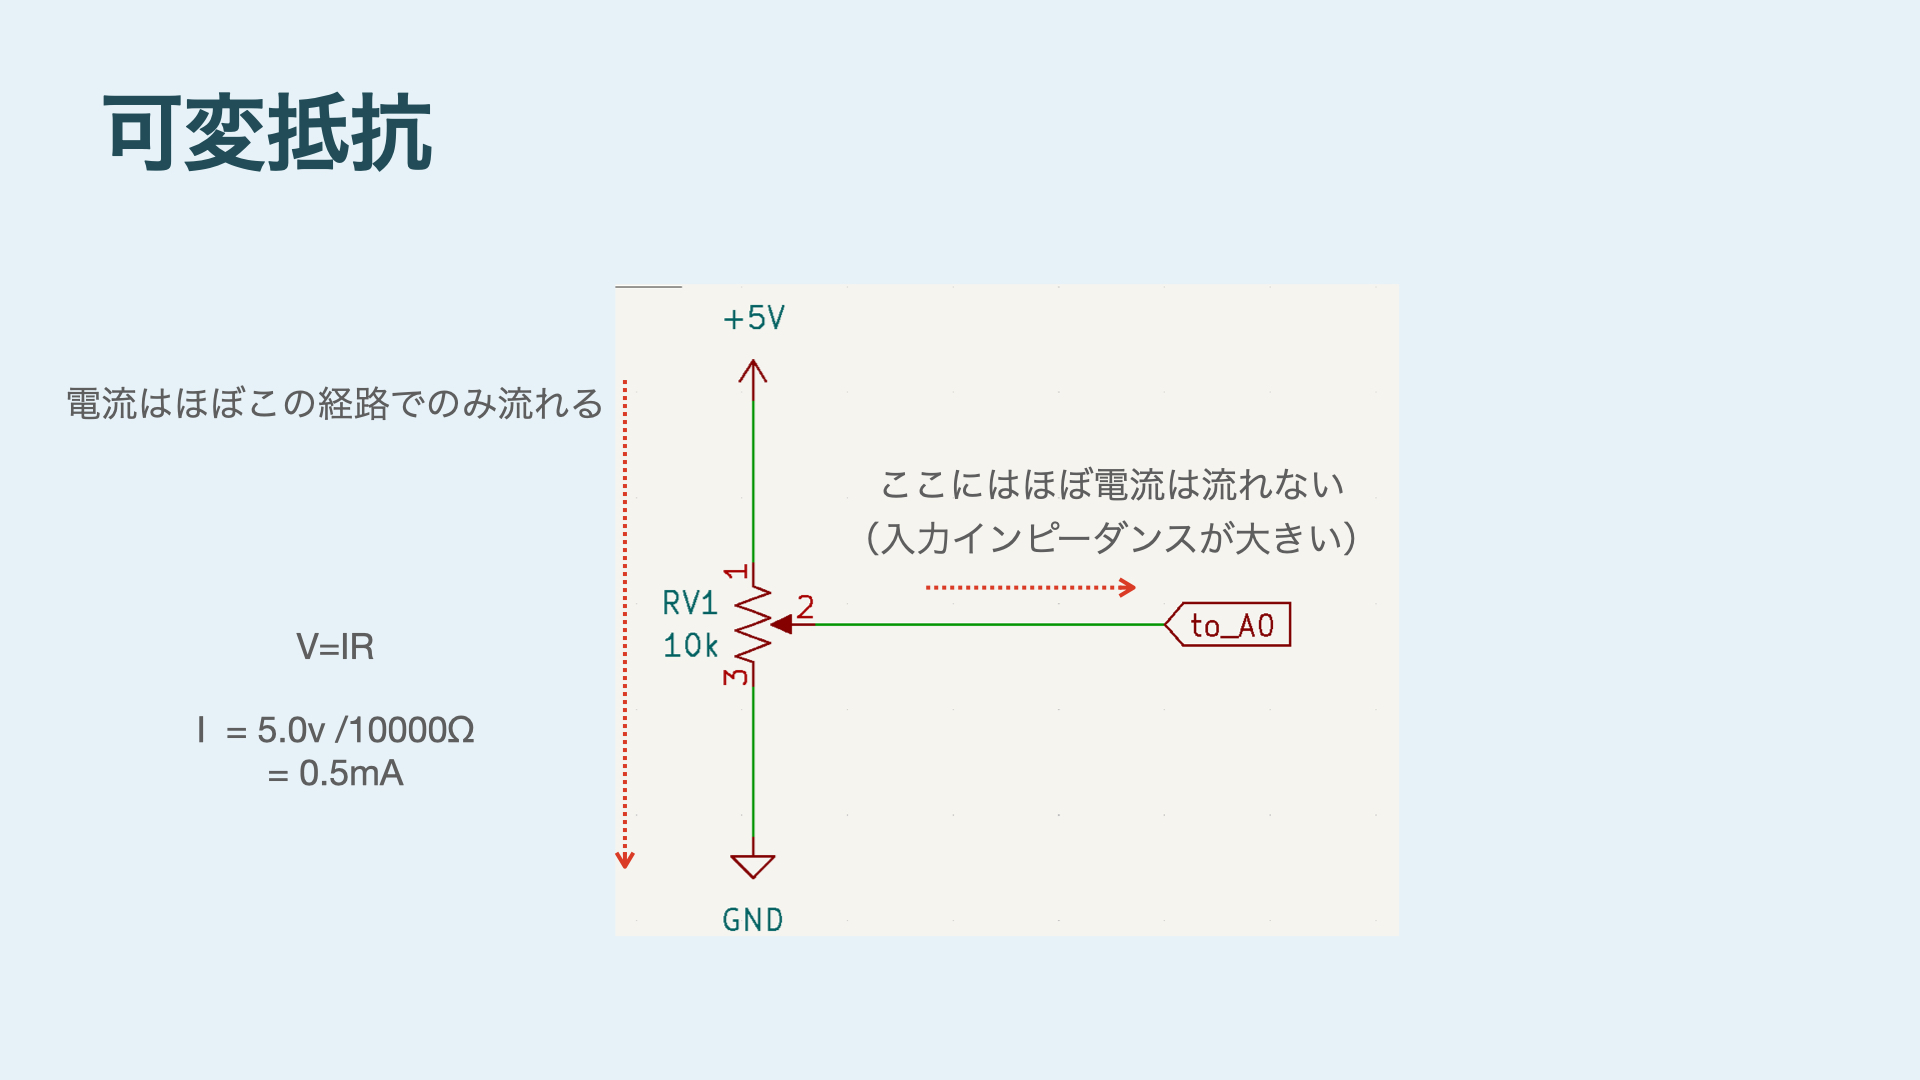 可変抵抗
+5V
電流はほぼこの経路でのみ流れる
ここにはほぼ電流は流れない
（入力インピーダンスが大きい）
1
RV1
2
10k
3
to_A0
V=IR
I = 5.0v /10000Ω
= 0.5mA
GND